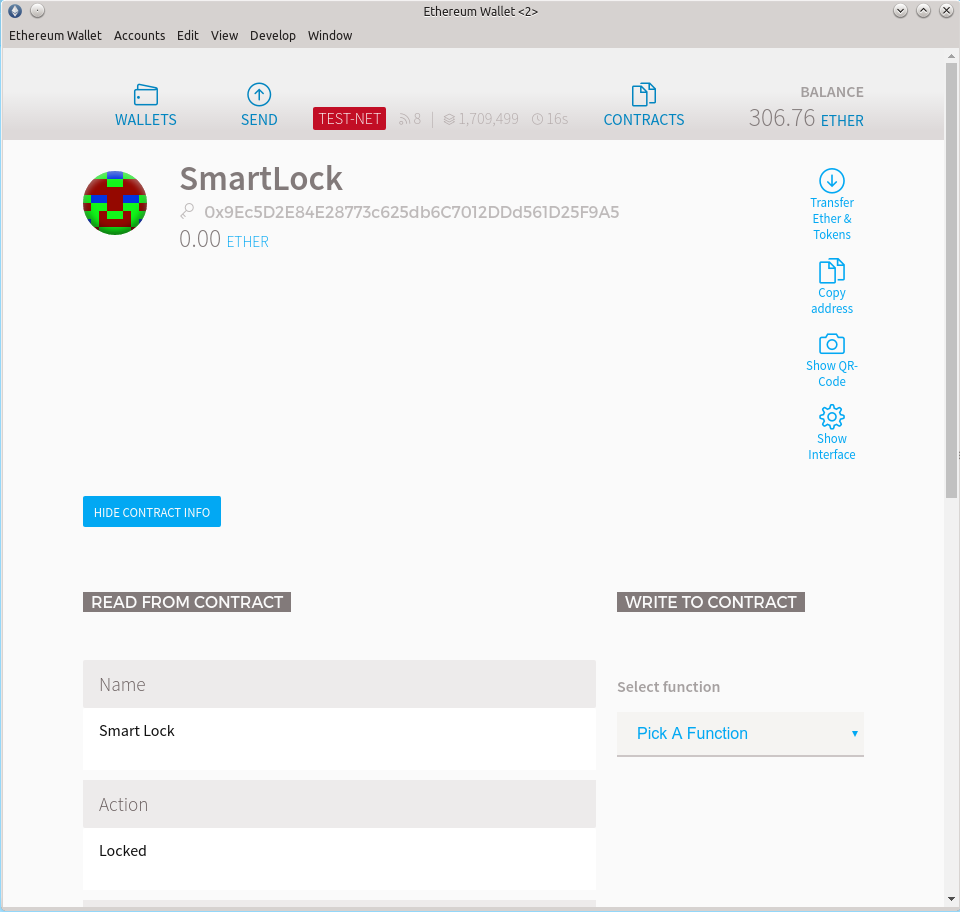 Ethereum Wallet <2>
Ethereum Wallet Accounts Edit View Develop Window
WALLETS
SEND
TEST-NET 8 | 1,709,499 16s
CONTRACTS
BALANCE
306.76 ETHER
SmartLock
0x9Ec5D2E84E28773c625db6C7012DDd561D25F9A5
0.00 ETHER
Transfer
Ether &
Tokens
Copy
address
Show QR-
Code
Show
Interface
HIDE CONTRACT INFO
READ FROM CONTRACT
Name
Smart Lock
Action
Locked
WRITE TO CONTRACT
Select function
Pick A Function